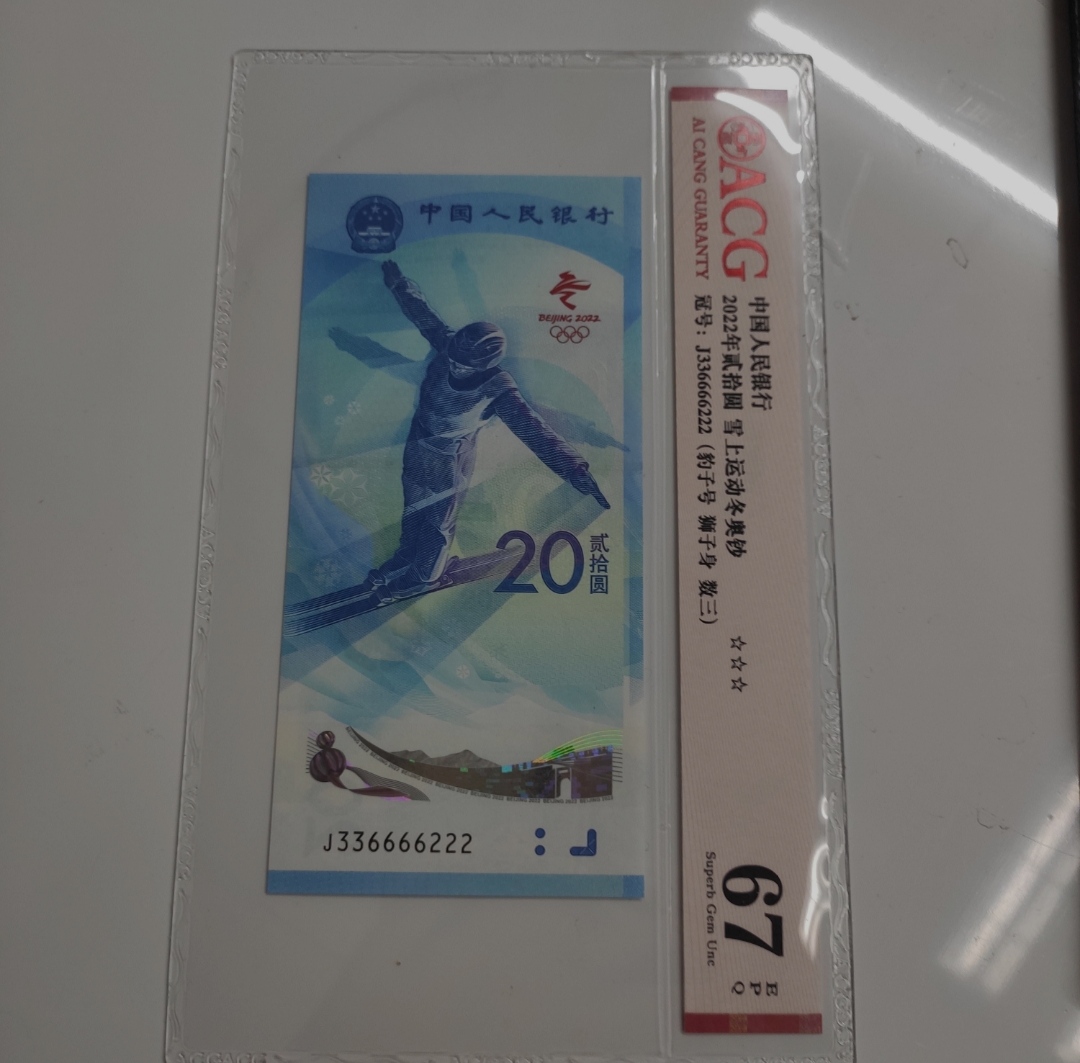 中国人民银行
BEIJING 2022
20
贰拾圆
J336666222
ACG
AI CANG GUARANTY
中国人民银行
2022年贰拾圆 雪上运动冬奥钞 ☆☆☆
冠号：J336666222（豹子号 狮子身 数三）
67
EPQ
Superb Gem Unc